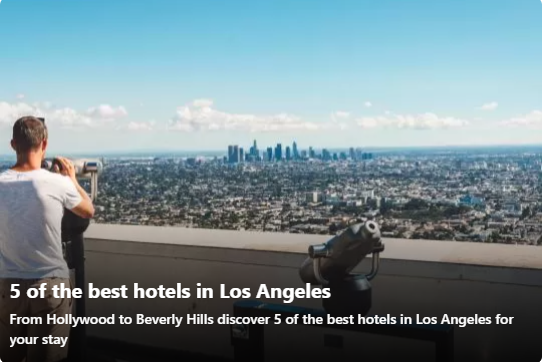 5 of the best hotels in Los Angeles
From Hollywood to Beverly Hills discover 5 of the best hotels in Los Angeles for
your stay